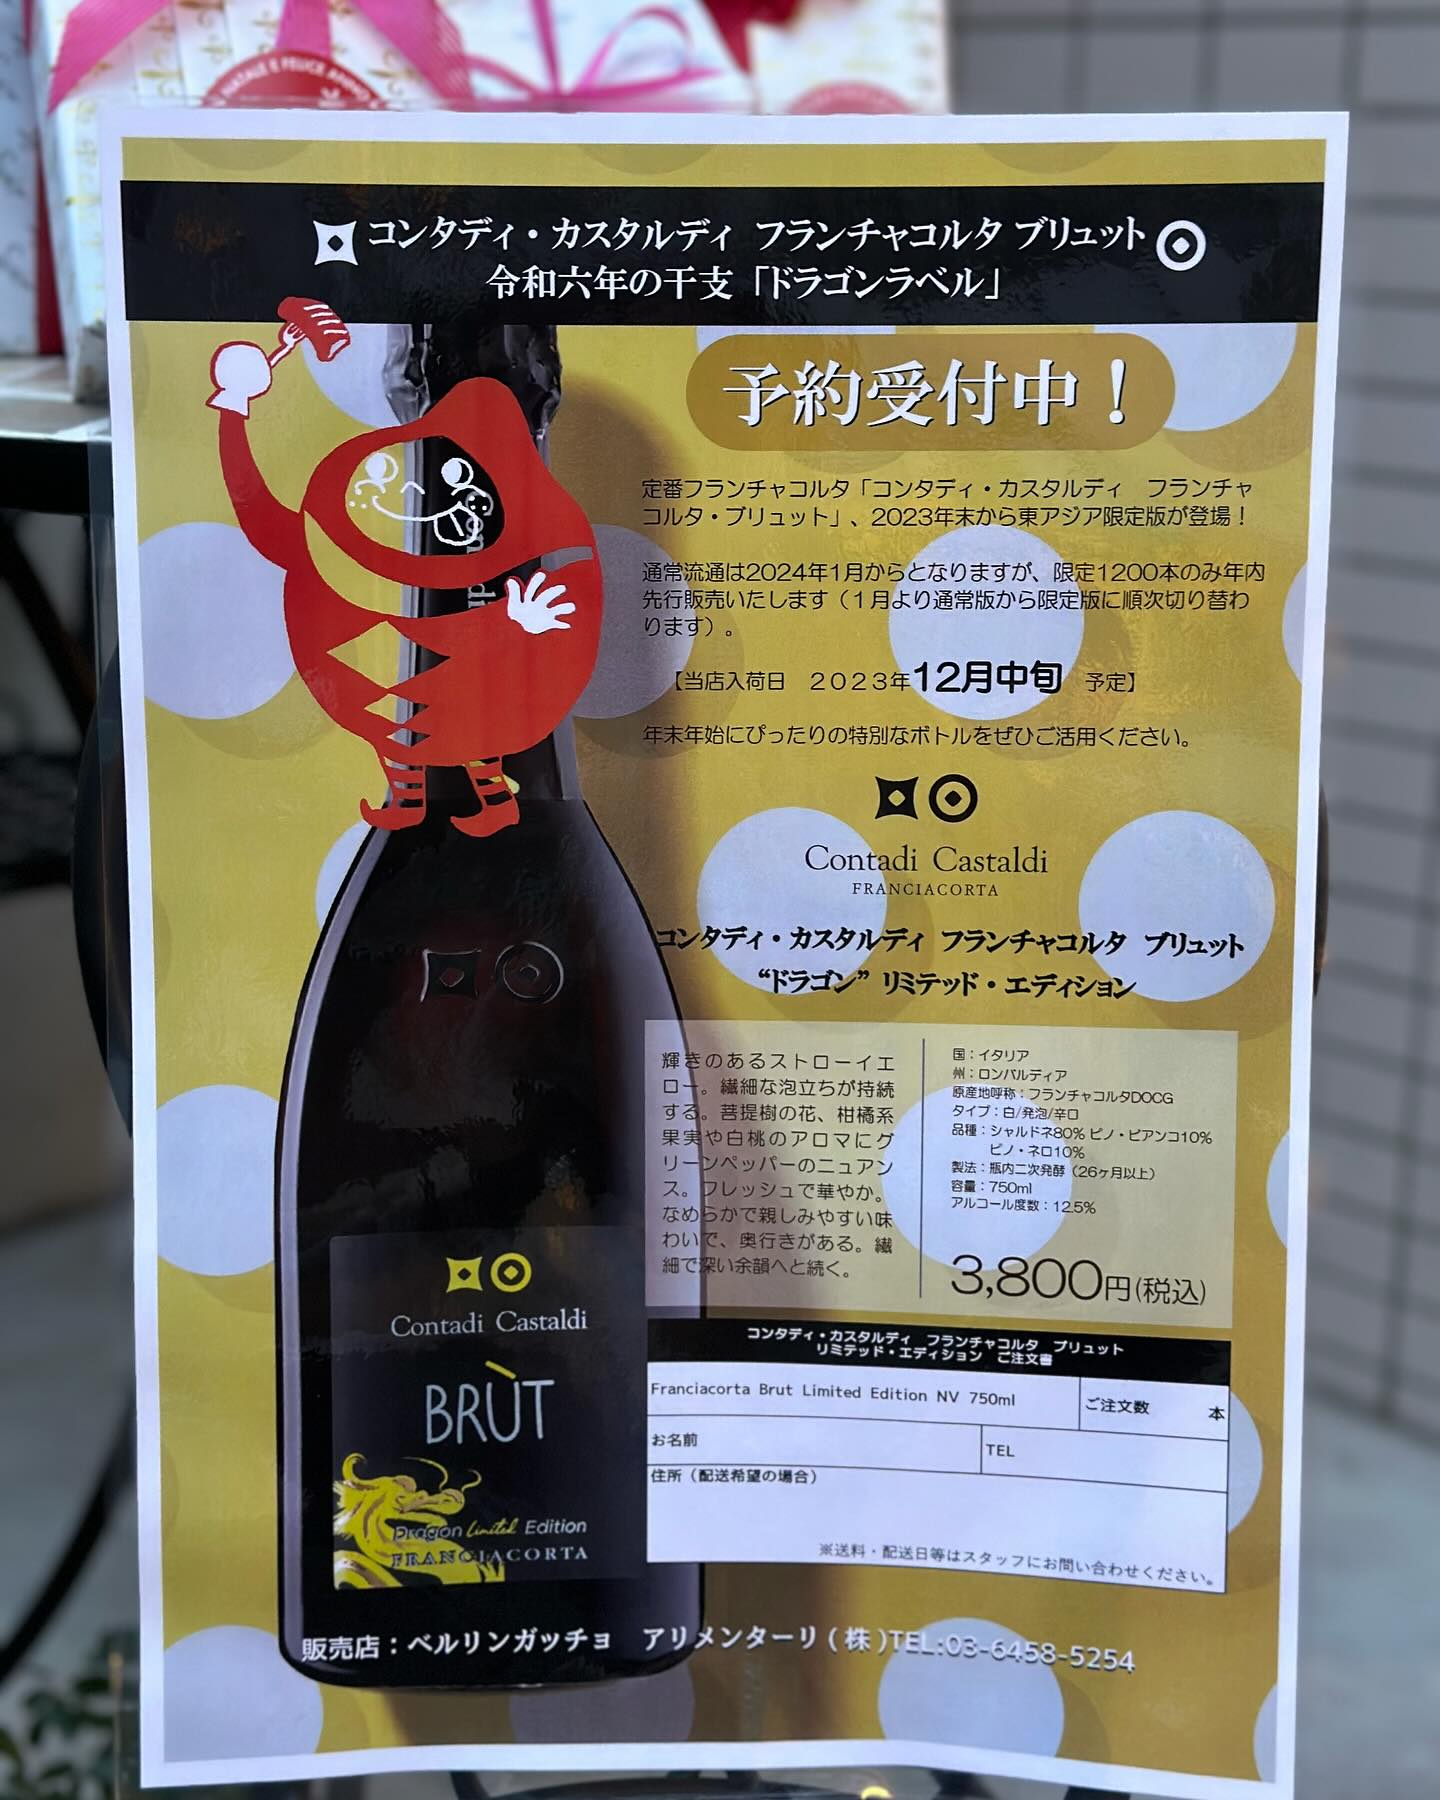 NATALE E FELICE ANNO
コンタディ・カスタルディ フランチャコルタ ブリュット
令和六年の干支「ドラゴンラベル」
予約受付中！
定番フランチャコルタ「コンタディ・カスタルディ フランチャ
コルタ・ブリュット」、2023年末から東アジア限定版が登場！
通常流通は2024年1月からとなりますが、限定1200本のみ年内
先行販売いたします（１月より通常版から限定版に順次切り替わ
ります）。
【当店入荷日 ２０２３年12月中旬 予定】
年末年始にぴったりの特別なボトルをぜひご活用ください。
Contadi Castaldi
FRANCIACORTA
コンタディ・カスタルディ フランチャコルタ ブリュット
“ドラゴン” リミテッド・エディション
輝きのあるストローイエ
ロー。繊細な泡立ちが持続
する。菩提樹の花、柑橘系
果実や白桃のアロマにグ
リーンペッパーのニュアン
ス。フレッシュで華やか。
なめらかで親しみやすい味
わいで、奥行きがある。繊
細で深い余韻へと続く。
国：イタリア
州：ロンバルディア
原産地呼称：フランチャコルタDOCG
タイプ：白/発泡/辛口
品種：シャルドネ80% ピノ・ビアンコ10%
ピノ・ネロ10%
製法：瓶内二次発酵（26ヶ月以上）
容量：750ml
アルコール度数：12.5%
3,800円(税込)
コンタディ・カスタルディ フランチャコルタ ブリュット
リミテッド・エディション ご注文書
Franciacorta Brut Limited Edition NV 750ml
ご注文数 本
お名前
TEL
住所（配送希望の場合）
※送料・配送日等はスタッフにお問い合わせください。
Contadi Castaldi
BRÙT
Dragon Limited Edition
FRANCIACORTA
販売店：ベルリンガッチョ アリメンターリ(株)TEL:03-6458-5254